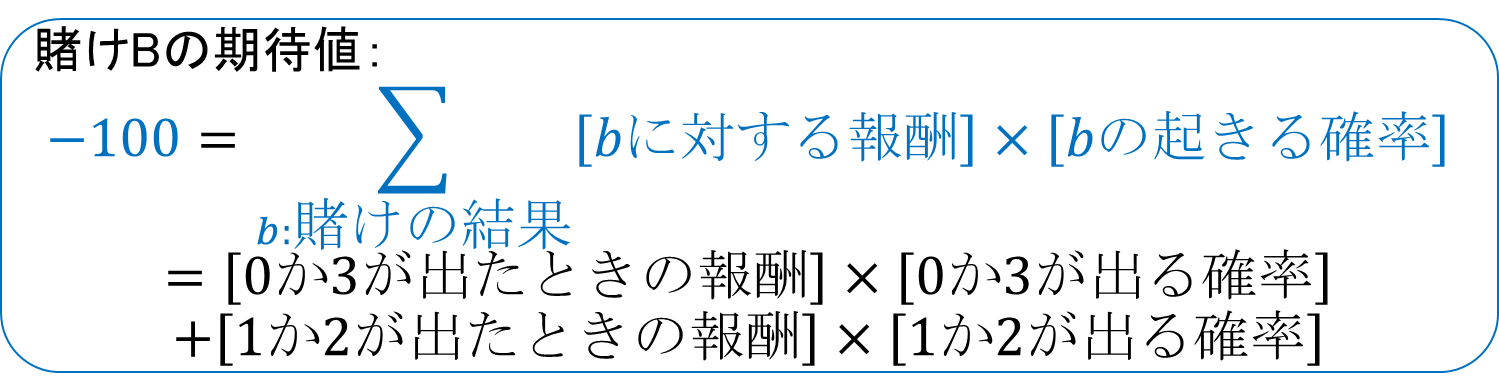 賭けBの期待値：
−100 = ∑ [bに対する報酬] × [bの起きる確率]
b:賭けの結果
= [0か3が出たときの報酬] × [0か3が出る確率]
+[1か2が出たときの報酬] × [1か2が出る確率]